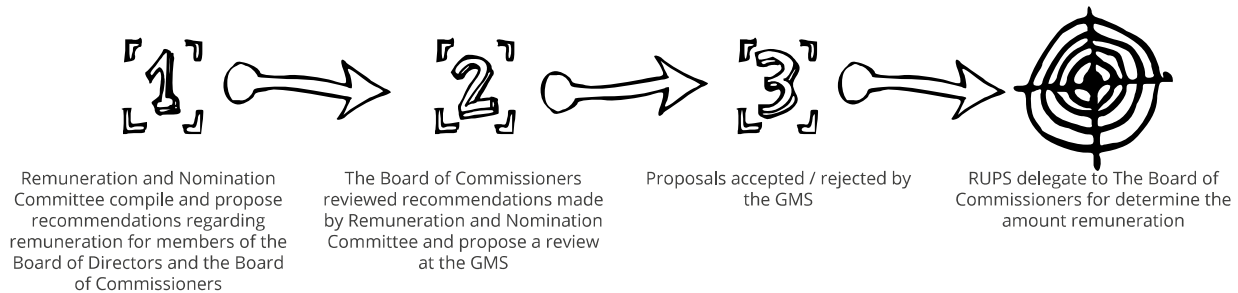 1
Remuneration and Nomination
Committee compile and propose
recommendations regarding
remuneration for members of the
Board of Directors and the Board
of Commissioners
2
The Board of Commissioners
reviewed recommendations made
by Remuneration and Nomination
Committee and propose a review
at the GMS
3
Proposals accepted / rejected by
the GMS
RUPS delegate to The Board of
Commissioners for determine the
amount remuneration